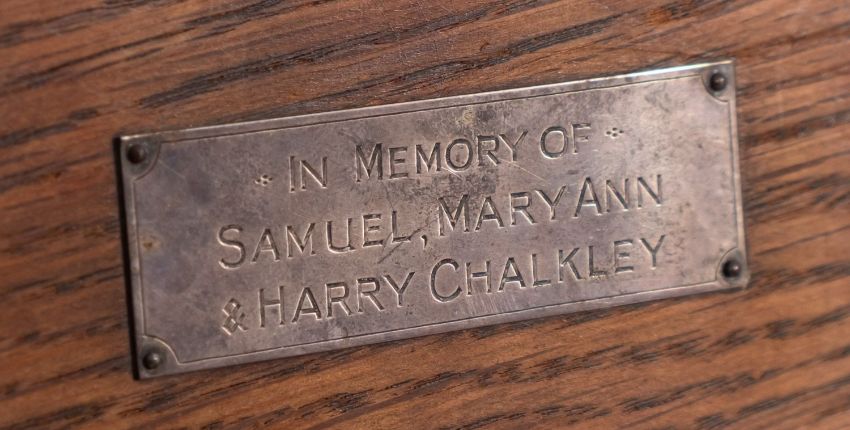 IN MEMORY OF
SAMUEL, MARY ANN
& HARRY CHALKLEY